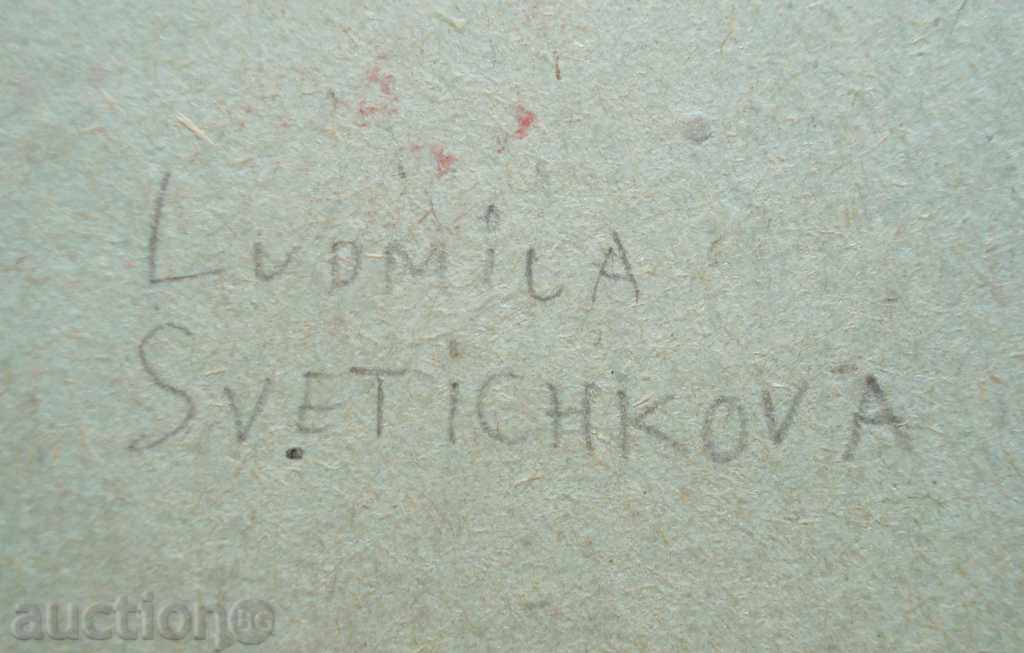 LUDMILA
SVETICHKOVA
auction.BG